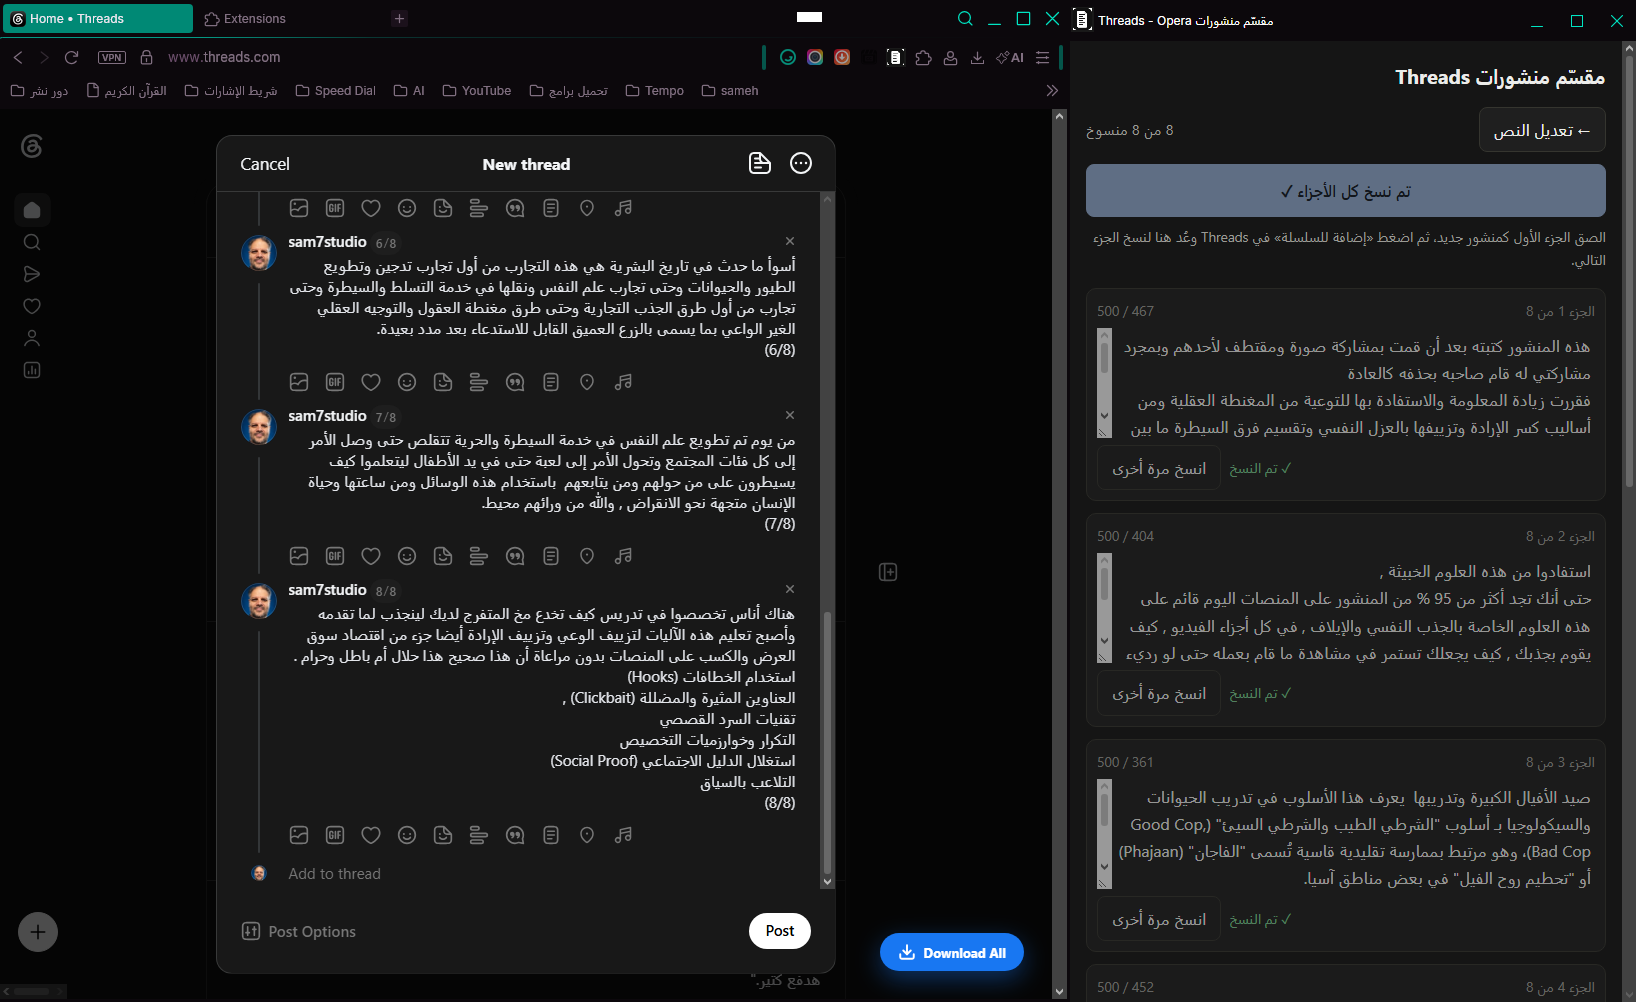 Home • Threads
Extensions
مقسّم منشورات Threads - Opera
VPN
www.threads.com
AI
دور نشر
القرآن الكريم
شريط الإشارات
Speed Dial
AI
YouTube
تحميل برامج
Tempo
sameh
Cancel
New thread
GIF
sam7studio 6/8
أسوأ ما حدث في تاريخ البشرية هي هذه التجارب من أول تجارب تدجين وتطويع
الطيور والحيوانات وحتى تجارب علم النفس ونقلها في خدمة التسلط والسيطرة وحتى
تجارب من أول طرق الجذب التجارية وحتى طرق مغنطة العقول والتوجيه العقلي
الغير الواعي بما يسمى بالزرع العميق القابل للاستدعاء بعد مدد بعيدة.
(6/8)
GIF
sam7studio 7/8
من يوم تم تطويع علم النفس في خدمة السيطرة والحرية تتقلص حتى وصل الأمر
إلى كل فئات المجتمع وتحول الأمر إلى لعبة حتى في يد الأطفال ليتعلموا كيف
يسيطرون على من حولهم ومن يتابعهم باستخدام هذه الوسائل ومن ساعتها وحياة
الإنسان متجهة نحو الانقراض , والله من ورائهم محيط.
(7/8)
GIF
sam7studio 8/8
هناك أناس تخصصوا في تدريس كيف تخدع مخ المتفرج لديك لينجذب لما تقدمه
وأصبح تعليم هذه الآليات لتزييف الوعي وتزييف الإرادة أيضا جزء من اقتصاد سوق
العرض والكسب على المنصات بدون مراعاة أن هذا صحيح هذا حلال أم باطل وحرام .
استخدام الخطافات (Hooks)
العناوين المثيرة والمضللة (Clickbait) ,
تقنيات السرد القصصي
التكرار وخوارزميات التخصيص
استغلال الدليل الاجتماعي (Social Proof)
التلاعب بالسياق
(8/8)
GIF
Add to thread
Post Options
Post
Download All
هدفع كتير."
مقسّم منشورات Threads
← تعديل النص
8 من 8 منسوخ
تم نسخ كل الأجزاء ✓
الصق الجزء الأول كمنشور جديد، ثم اضغط «إضافة للسلسلة» في Threads وعُد هنا لنسخ الجزء
التالي.
الجزء 1 من 8
500 / 467
هذه المنشور كتبته بعد أن قمت بمشاركة صورة ومقتطف لأحدهم وبمجرد
مشاركتي له قام صاحبه بحذفه كالعادة
فقررت زيادة المعلومة والاستفادة بها للتوعية من المغنطة العقلية ومن
أساليب كسر الإرادة وتزييفها بالعزل النفسي وتقسيم فرق السيطرة ما بين
انسخ مرة أخرى
✓ تم النسخ
الجزء 2 من 8
500 / 404
استفادوا من هذه العلوم الخبيثة ,
حتى أنك تجد أكثر من 95 % من المنشور على المنصات اليوم قائم على
هذه العلوم الخاصة بالجذب النفسي والإيلاف , في كل أجزاء الفيديو , كيف
يقوم بجذبك , كيف يجعلك تستمر في مشاهدة ما قام بعمله حتى لو رديء
انسخ مرة أخرى
✓ تم النسخ
الجزء 3 من 8
500 / 361
صيد الأفيال الكبيرة وتدريبها يعرف هذا الأسلوب في تدريب الحيوانات
والسيكولوجيا بـ أسلوب "الشرطي الطيب والشرطي السيئ" (Good Cop,
Bad Cop)، وهو مرتبط بممارسة تقليدية قاسية تُسمى "الفاجان" (Phajaan)
أو "تحطيم روح الفيل" في بعض مناطق آسيا.
انسخ مرة أخرى
✓ تم النسخ
الجزء 4 من 8
500 / 452